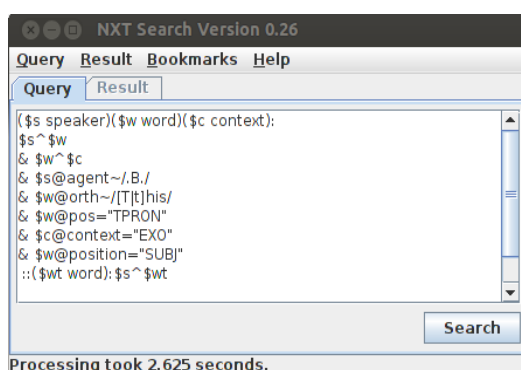 NXT Search Version 0.26
Query Result Bookmarks Help
Query Result
($s speaker)($w word)($c context):
$s^$w
& $w^$c
& $s@agent~/.B./
& $w@orth~/[T|t]his/
& $w@pos="TPRON"
& $c@context="EXO"
& $w@position="SUBJ"
::($wt word):$s^$wt
Search
Processing took 2.625 seconds.